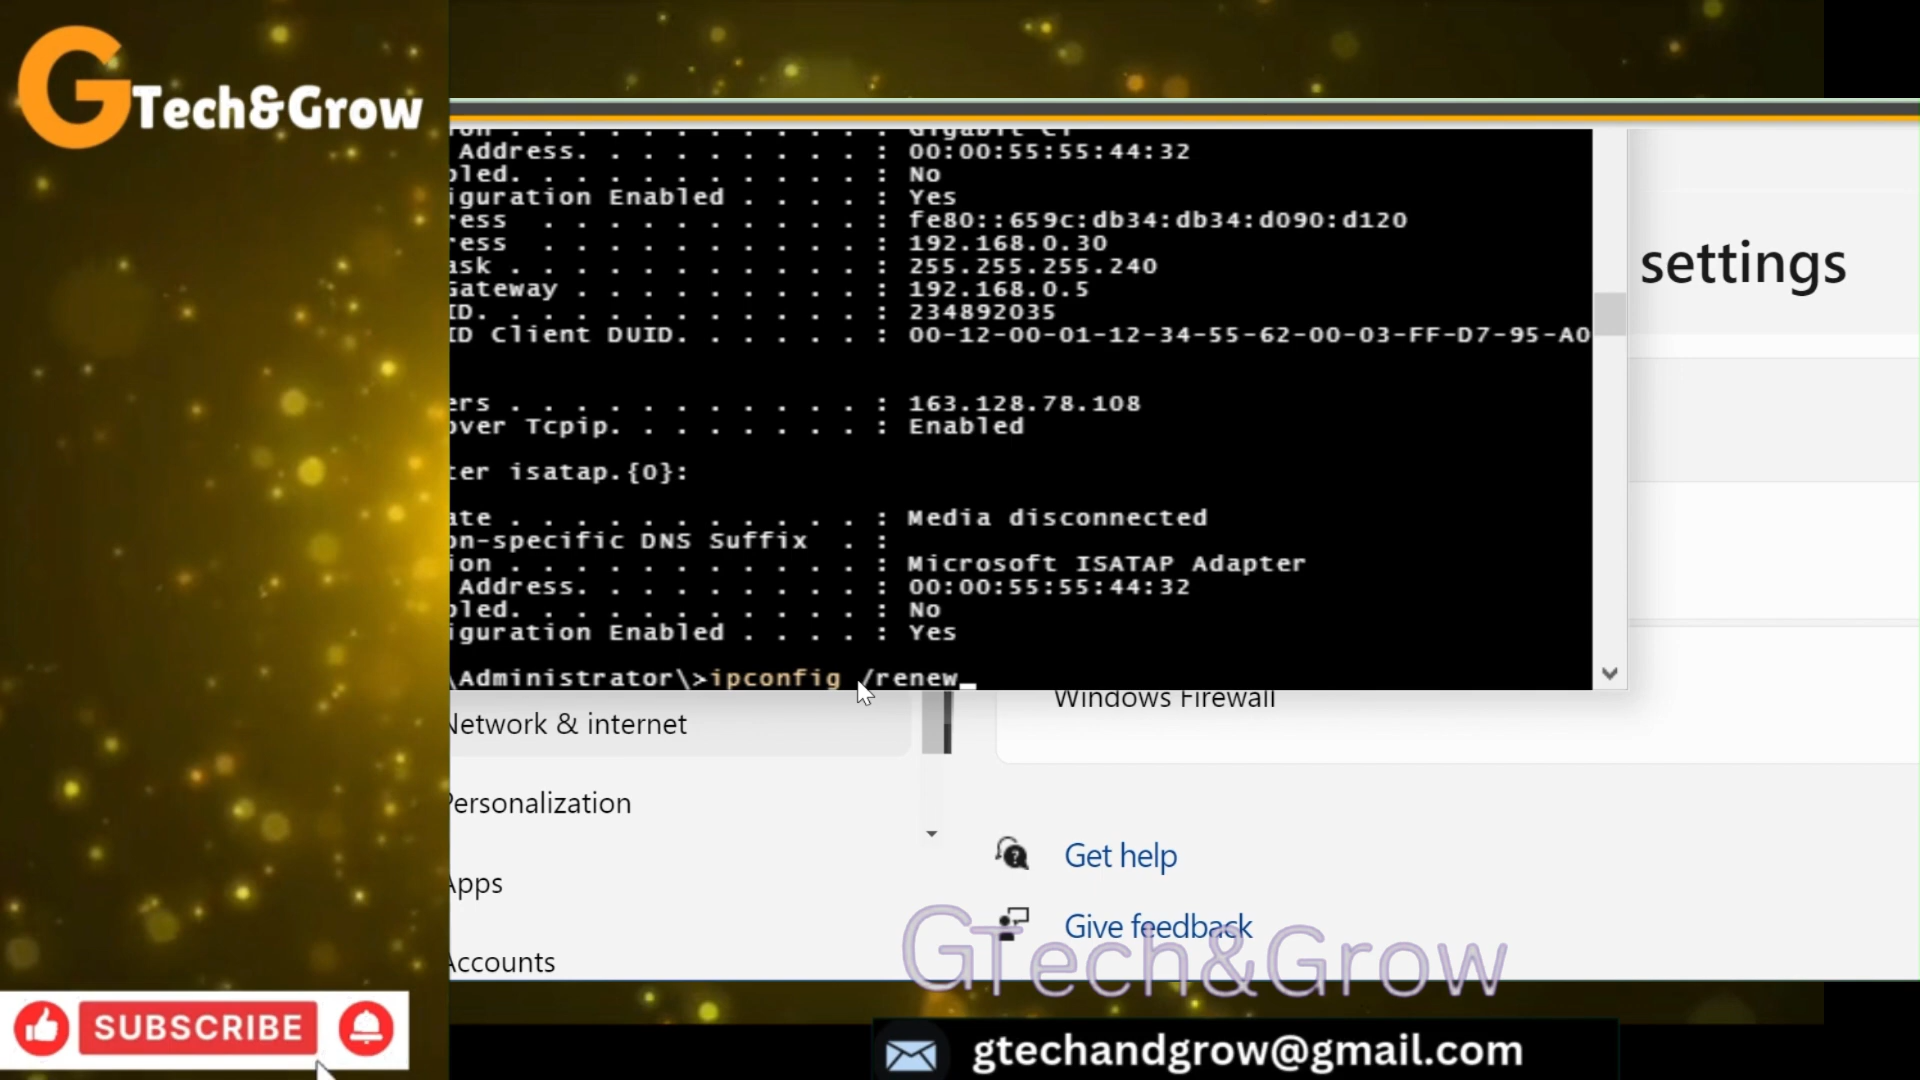 GTech&Grow
ion . . . . . . . . . . . : Gigabit CT
Address. . . . . . . . . . : 00:00:55:55:44:32
bled. . . . . . . . . . . : No
iguration Enabled . . . . : Yes
ress . . . . . . . . . . : fe80::659c:db34:db34:d090:d120
ress . . . . . . . . . . : 192.168.0.30
ask . . . . . . . . . . . : 255.255.255.240
Gateway . . . . . . . . . : 192.168.0.5
ID. . . . . . . . . . . . : 234892035
ID Client DUID. . . . . . : 00-12-00-01-12-34-55-62-00-03-FF-D7-95-A0
ers . . . . . . . . . . . : 163.128.78.108
over Tcpip. . . . . . . . : Enabled
ter isatap.{0}:
ate . . . . . . . . . . . : Media disconnected
on-specific DNS Suffix . :
ion . . . . . . . . . . . : Microsoft ISATAP Adapter
Address. . . . . . . . . . : 00:00:55:55:44:32
bled. . . . . . . . . . . : No
iguration Enabled . . . . : Yes
\Administrator\>ipconfig /renew_
settings
Windows Firewall
Network & internet
Personalization
Apps
Accounts
Get help
Give feedback
GTech&Grow
SUBSCRIBE
gtechandgrow@gmail.com